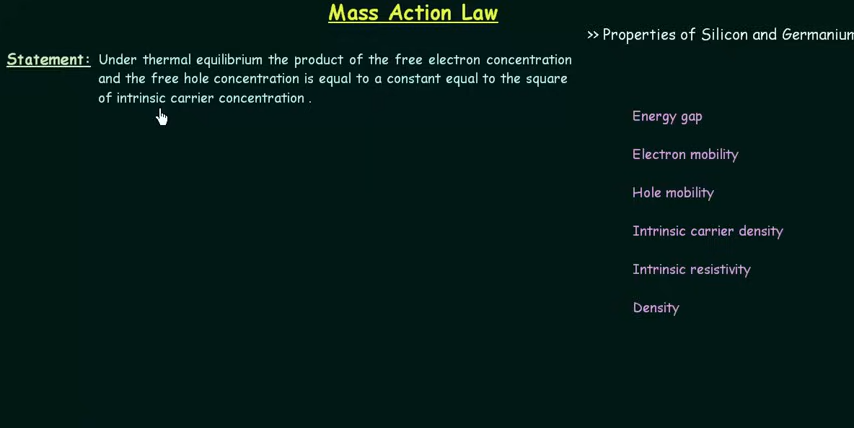 Mass Action Law
>> Properties of Silicon and Germanium
Statement: Under thermal equilibrium the product of the free electron concentration
and the free hole concentration is equal to a constant equal to the square
of intrinsic carrier concentration .
Energy gap
Electron mobility
Hole mobility
Intrinsic carrier density
Intrinsic resistivity
Density